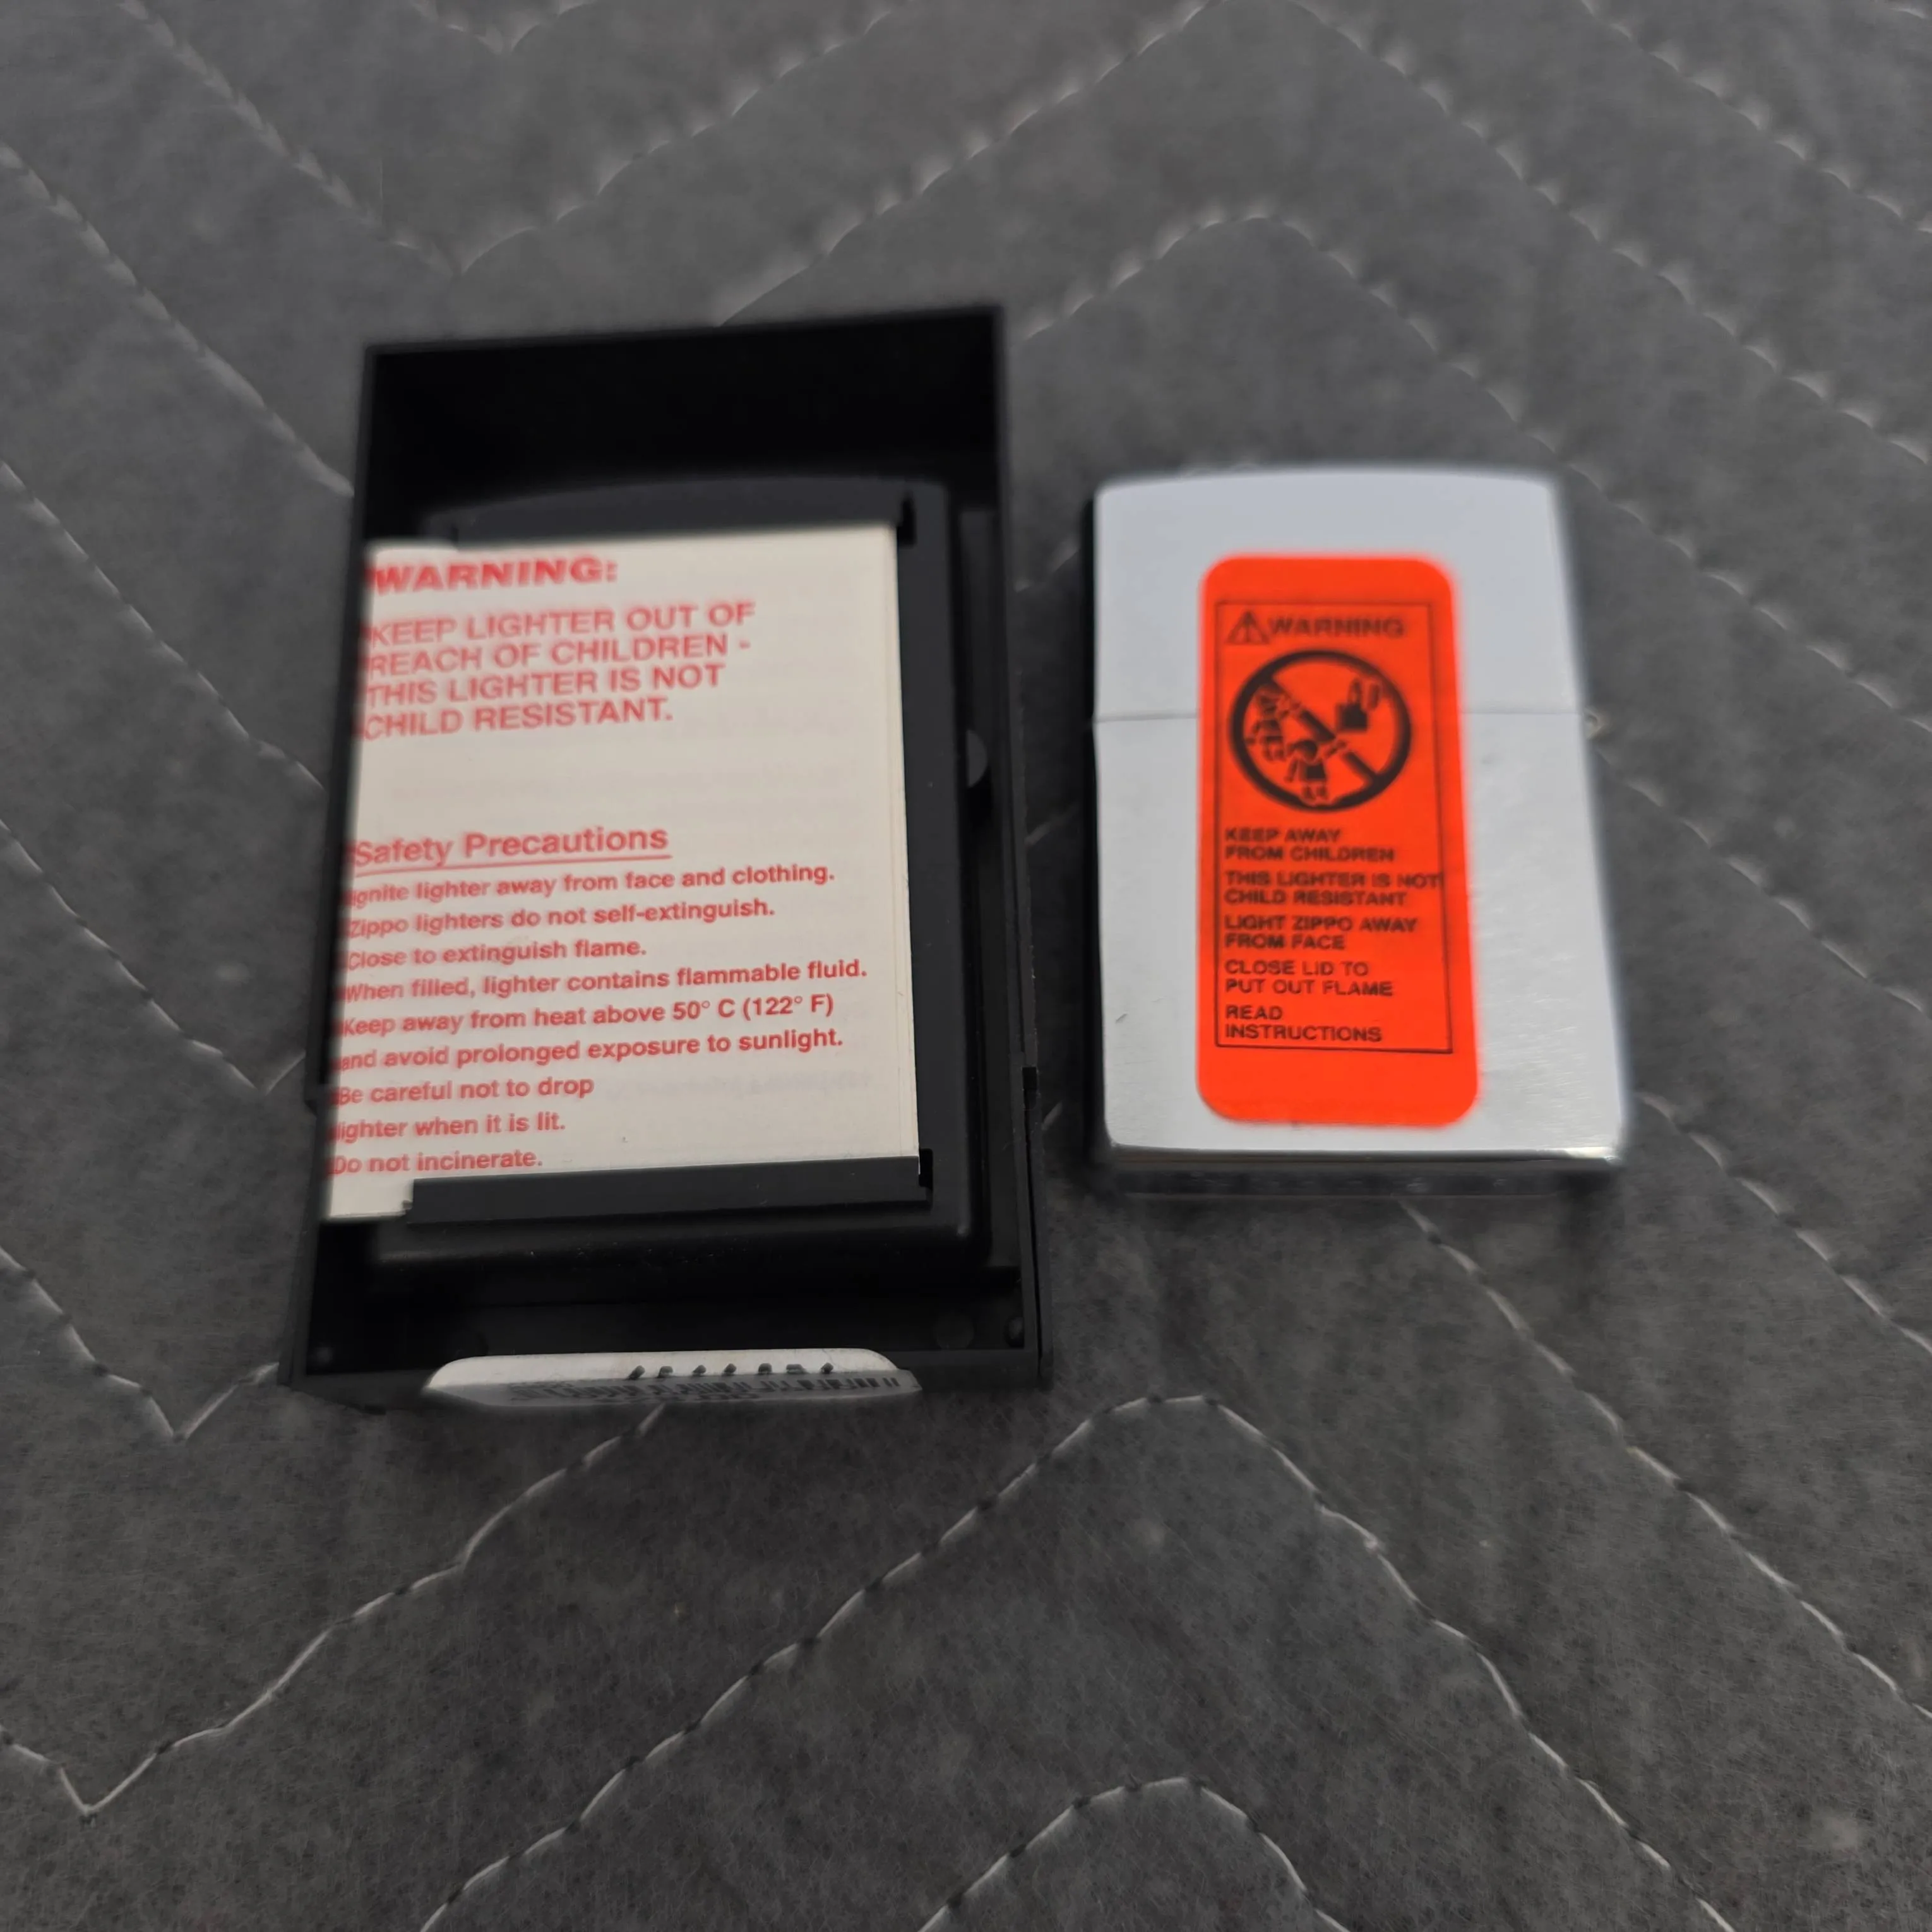 WARNING:
KEEP LIGHTER OUT OF
REACH OF CHILDREN -
THIS LIGHTER IS NOT
CHILD RESISTANT.
Safety Precautions
Ignite lighter away from face and clothing.
Zippo lighters do not self-extinguish.
Close to extinguish flame.
When filled, lighter contains flammable fluid.
Keep away from heat above 50° C (122° F)
and avoid prolonged exposure to sunlight.
Be careful not to drop
lighter when it is lit.
Do not incinerate.
WARNING
KEEP AWAY
FROM CHILDREN
THIS LIGHTER IS NOT
CHILD RESISTANT
LIGHT ZIPPO AWAY
FROM FACE
CLOSE LID TO
PUT OUT FLAME
READ
INSTRUCTIONS